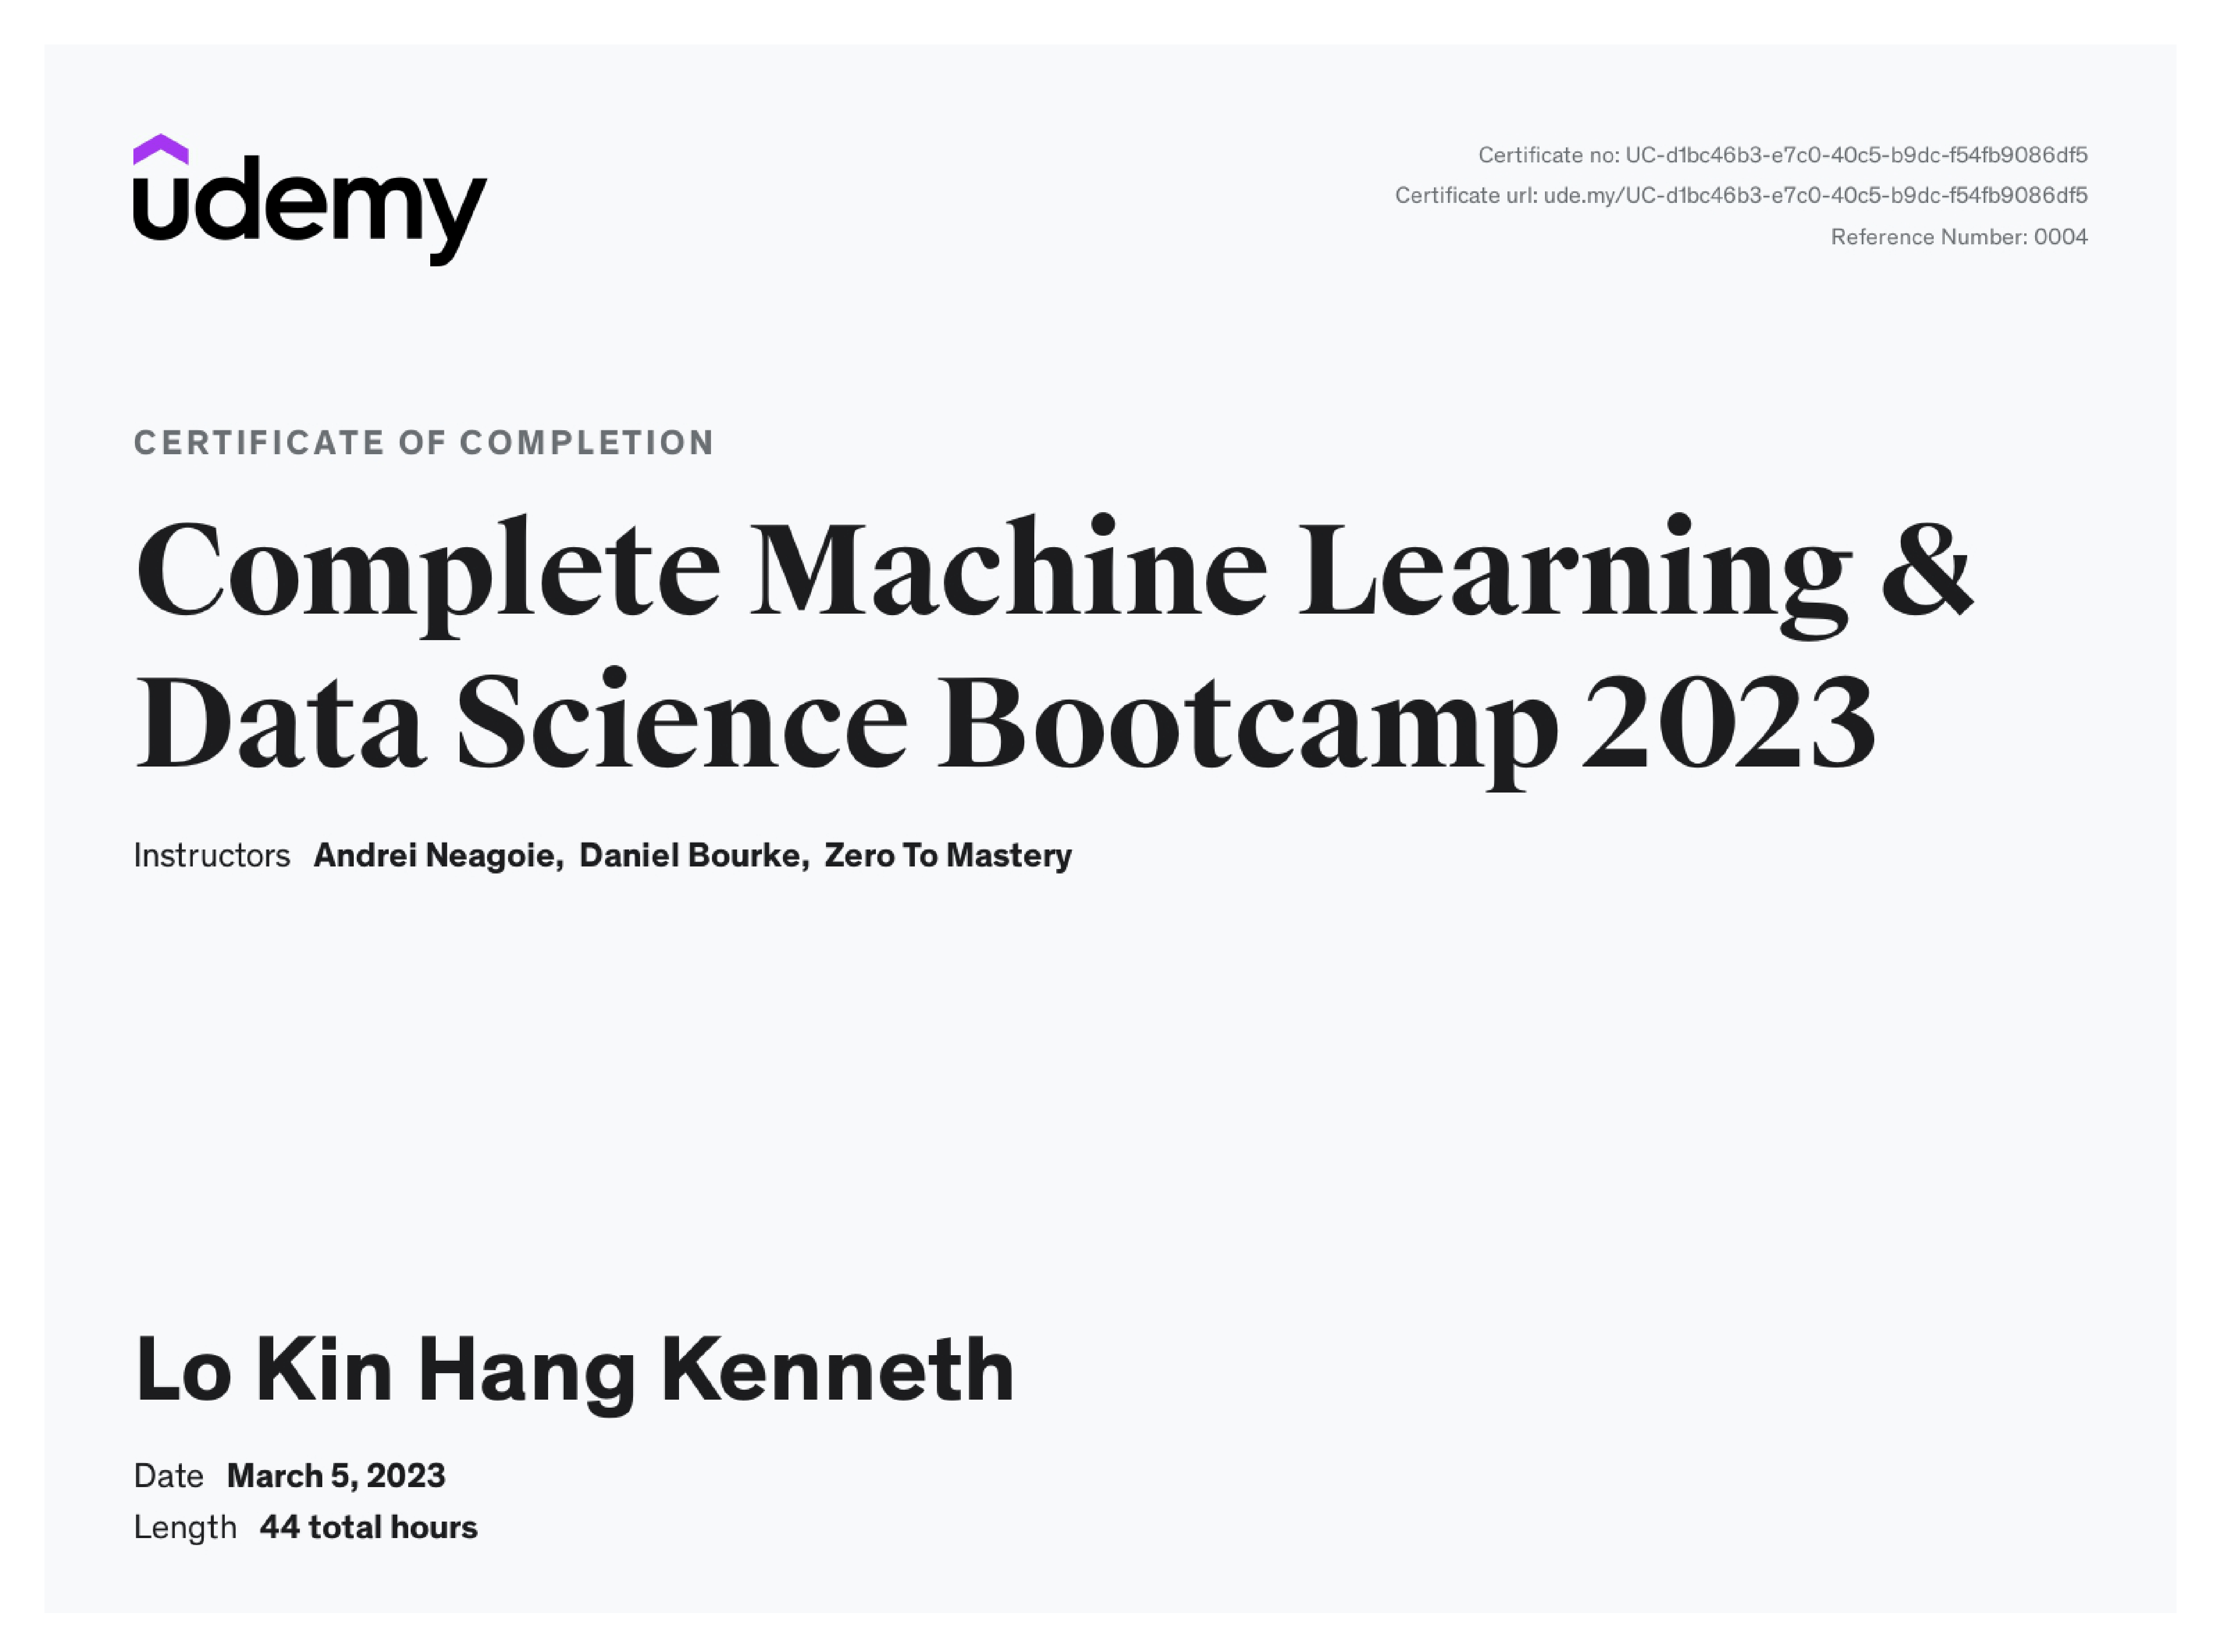 udemy
Certificate no: UC-d1bc46b3-e7c0-40c5-b9dc-f54fb9086df5
Certificate url: ude.my/UC-d1bc46b3-e7c0-40c5-b9dc-f54fb9086df5
Reference Number: 0004
CERTIFICATE OF COMPLETION
Complete Machine Learning &
Data Science Bootcamp 2023
Instructors Andrei Neagoie, Daniel Bourke, Zero To Mastery
Lo Kin Hang Kenneth
Date March 5, 2023
Length 44 total hours